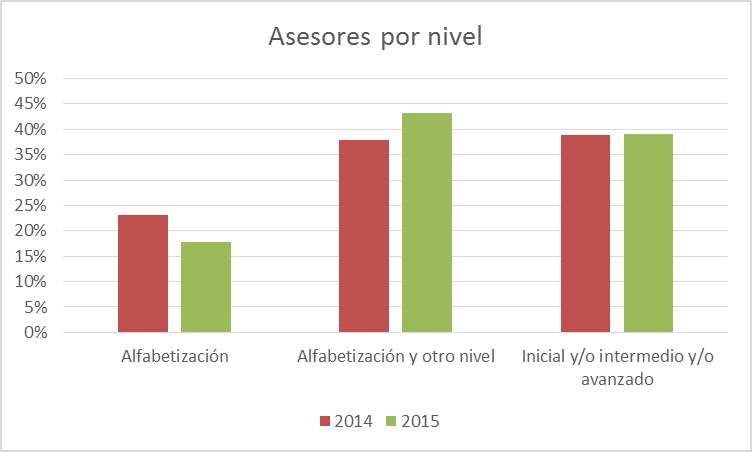 Asesores por nivel
50%
45%
40%
35%
30%
25%
20%
15%
10%
5%
0%
Alfabetización
Alfabetización y otro nivel
Inicial y/o intermedio y/o
avanzado
2014
2015